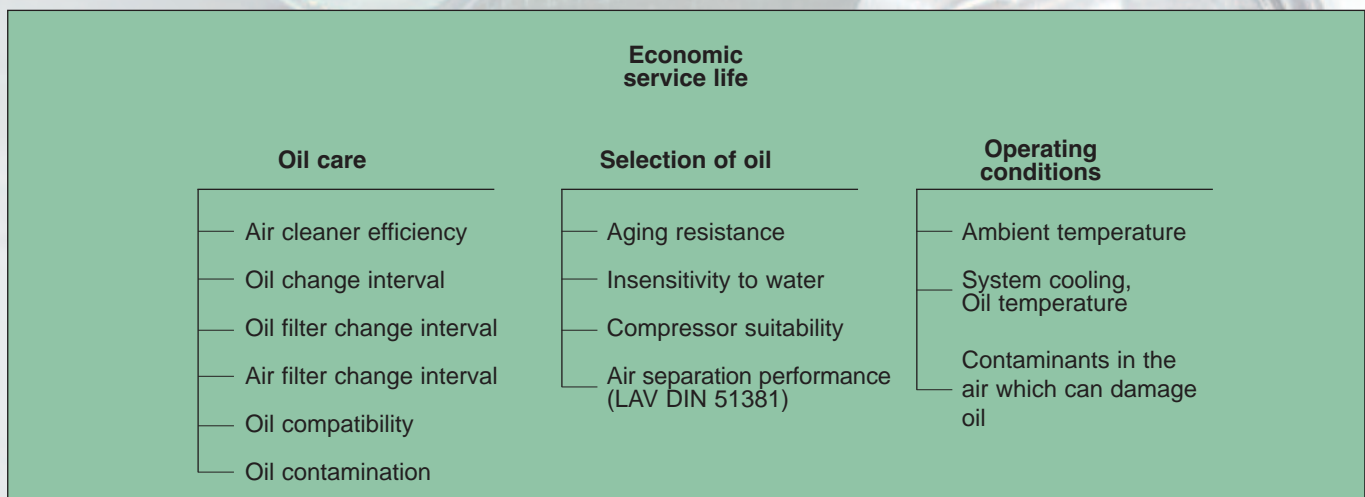 Economic
service life
Oil care
Air cleaner efficiency
Oil change interval
Oil filter change interval
Air filter change interval
Oil compatibility
Oil contamination
Selection of oil
Aging resistance
Insensitivity to water
Compressor suitability
Air separation performance
(LAV DIN 51381)
Operating
conditions
Ambient temperature
System cooling,
Oil temperature
Contaminants in the
air which can damage
oil